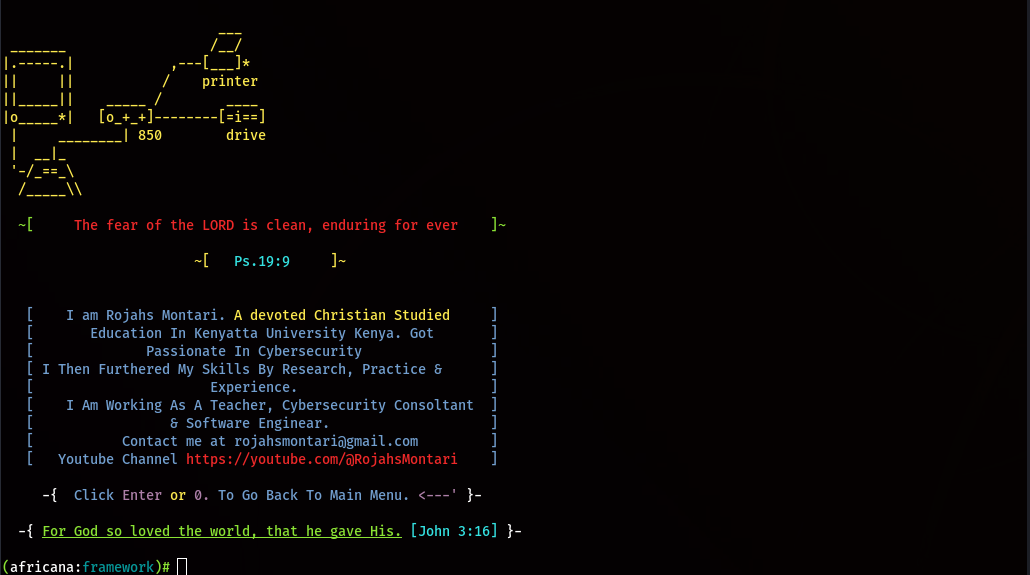 ___
 _______                  /__/
|.-----.|            ,---[___]*
||     ||           /    printer
||_____||    _____ /        ____
|o_____*|   [o_+_+]--------[=i==]
 |     ________| 850        drive
 |  __|_
 '-/_==_\
  /_____\\
~[     The fear of the LORD is clean, enduring for ever    ]~
~[   Ps.19:9     ]~
[    I am Rojahs Montari. A devoted Christian Studied     ]
[       Education In Kenyatta University Kenya. Got       ]
[              Passionate In Cybersecurity                ]
[ I Then Furthered My Skills By Research, Practice &      ]
[                      Experience.                        ]
[    I Am Working As A Teacher, Cybersecurity Consoltant  ]
[                 & Software Enginear.                    ]
[           Contact me at rojahsmontari@gmail.com         ]
[   Youtube Channel https://youtube.com/@RojahsMontari    ]
-{  Click Enter or 0. To Go Back To Main Menu. <---' }-
-{ For God so loved the world, that he gave His. [John 3:16] }-
(africana:framework)#